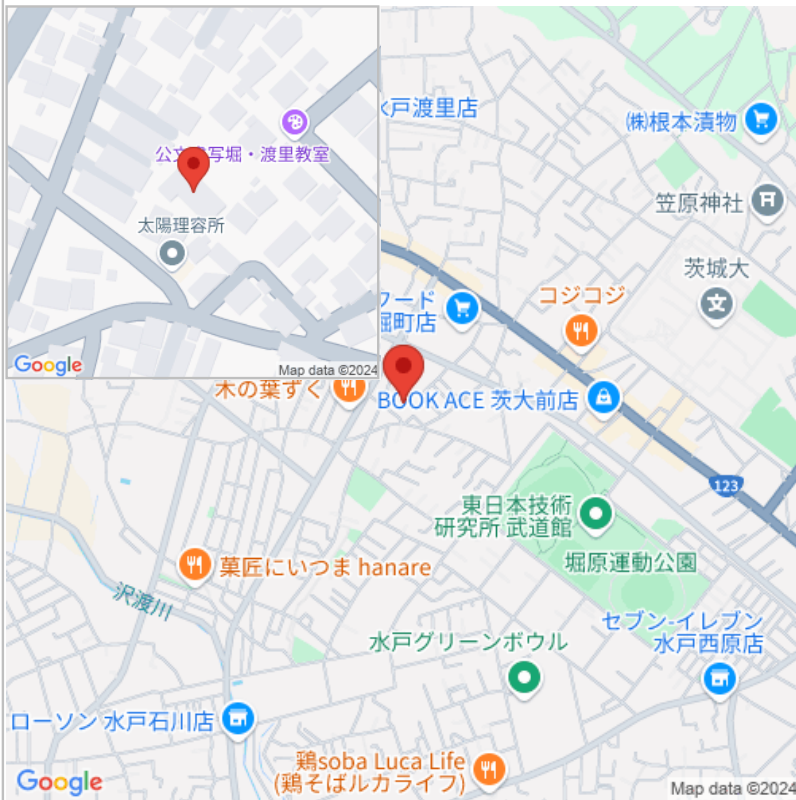 公文式写堀・渡里教室
太陽理容所
Google
Map data ©2024
水戸渡里店
㈱根本漬物
笠原神社
茨城大
コジコジ
フード
堀町店
木の葉ずく
BOOK ACE 茨大前店
123
東日本技術
研究所 武道館
堀原運動公園
菓匠にいつま hanare
沢渡川
セブン-イレブン
水戸西原店
水戸グリーンボウル
ローソン 水戸石川店
鶏soba Luca Life
(鶏そばルカライフ)
Google
Map data ©2024